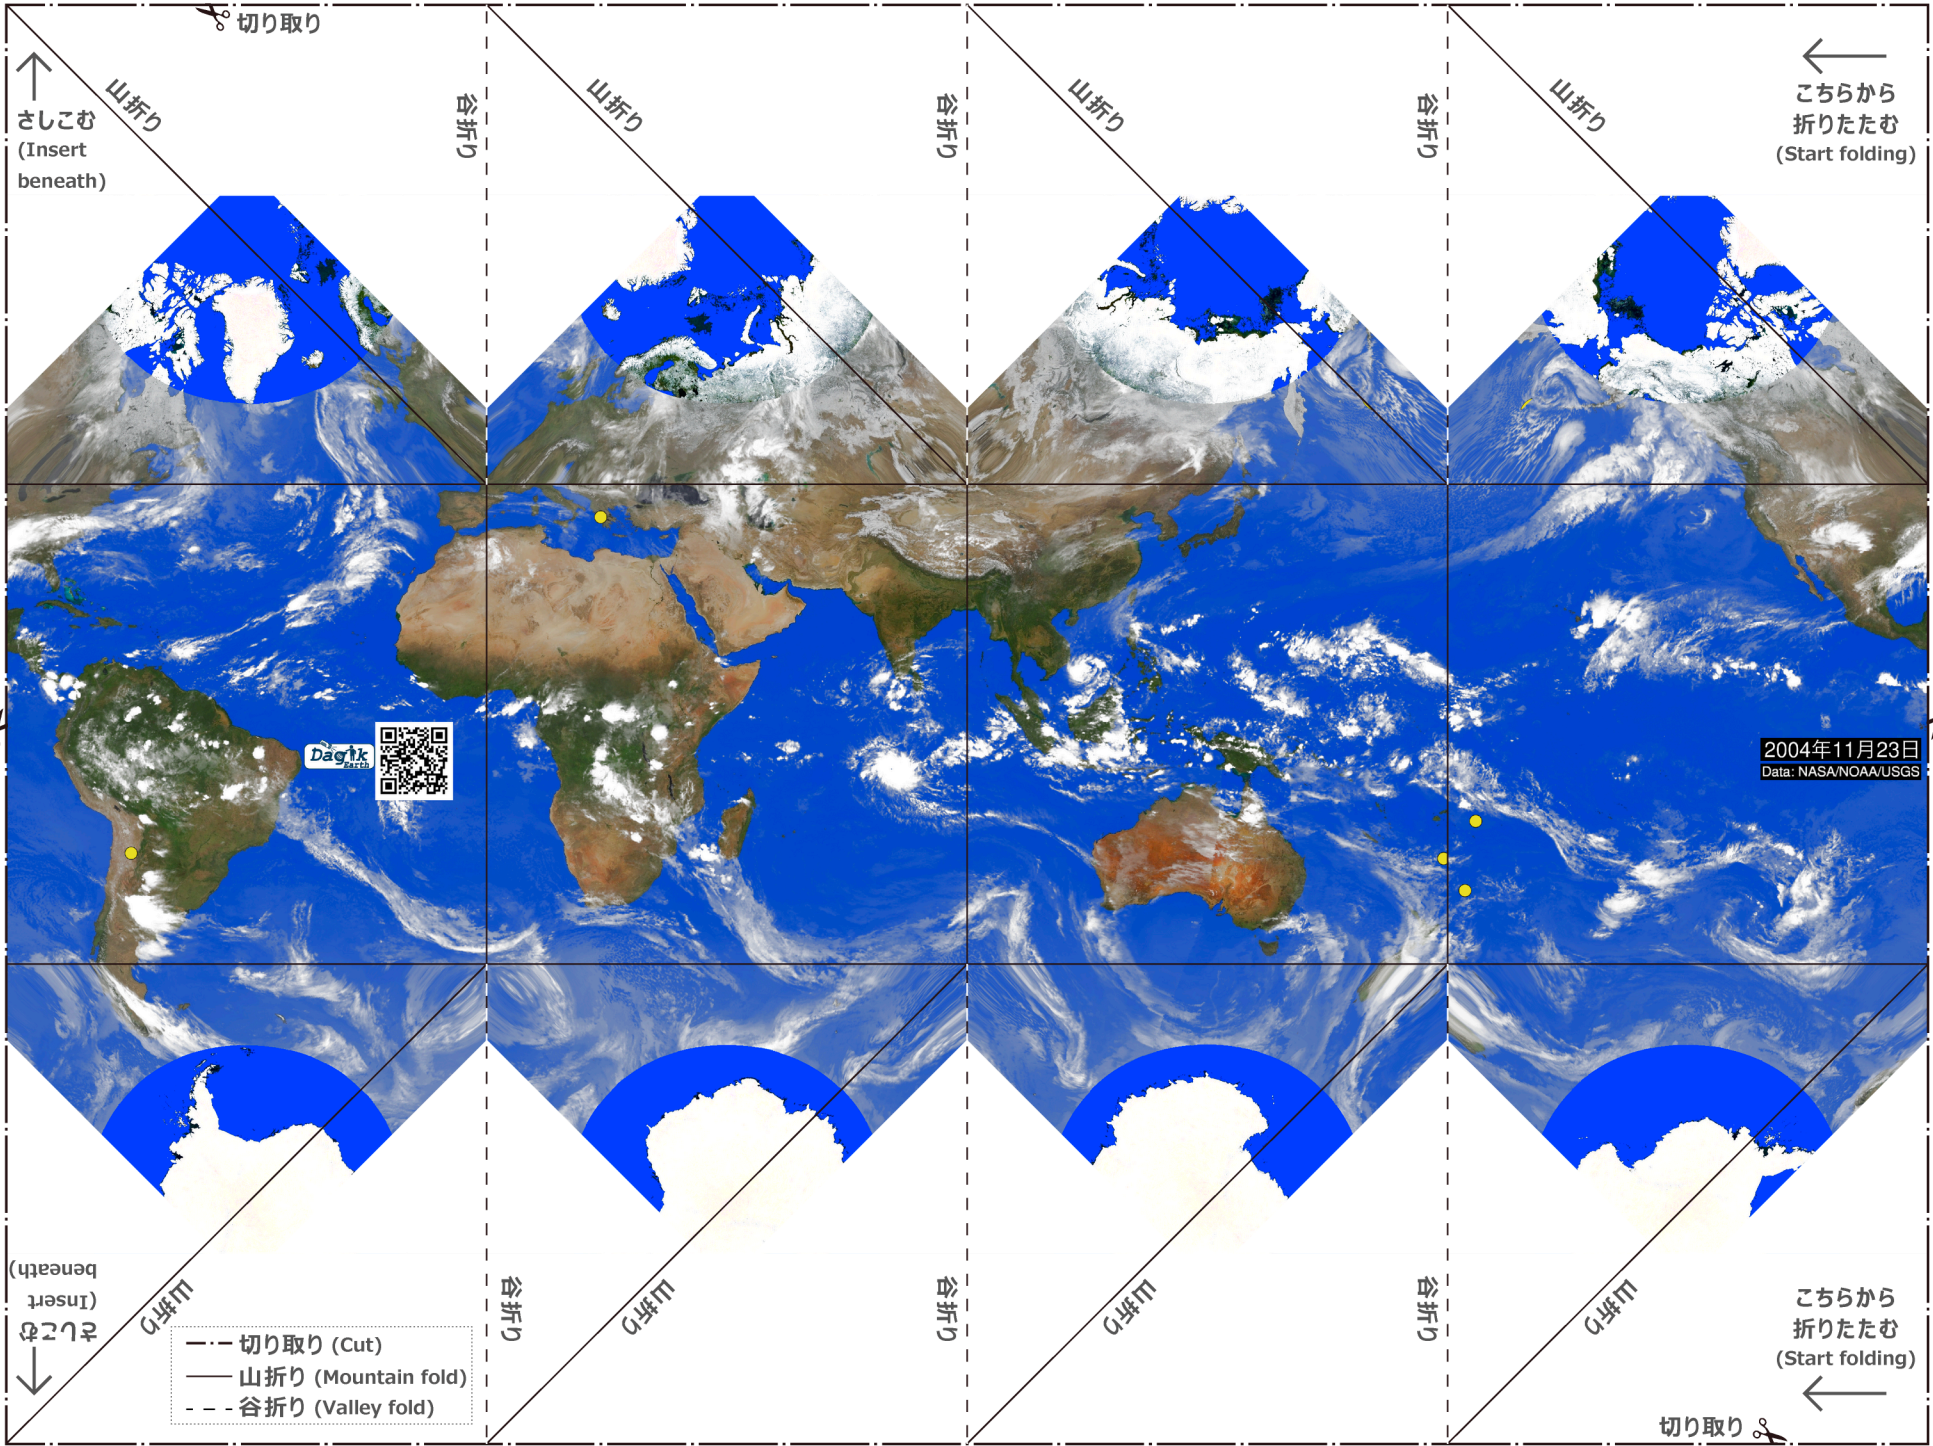 切り取り
山折り
谷折り
山折り
谷折り
山折り
谷折り
山折り
さしこむ
(Insert
beneath)
こちらから
折りたたむ
(Start folding)
Dagik
Earth
2004年11月23日
Data: NASA/NOAA/USGS
さしこむ
(Insert
beneath)
山折り
谷折り
山折り
谷折り
山折り
谷折り
山折り
切り取り (Cut)
山折り (Mountain fold)
谷折り (Valley fold)
こちらから
折りたたむ
(Start folding)
切り取り